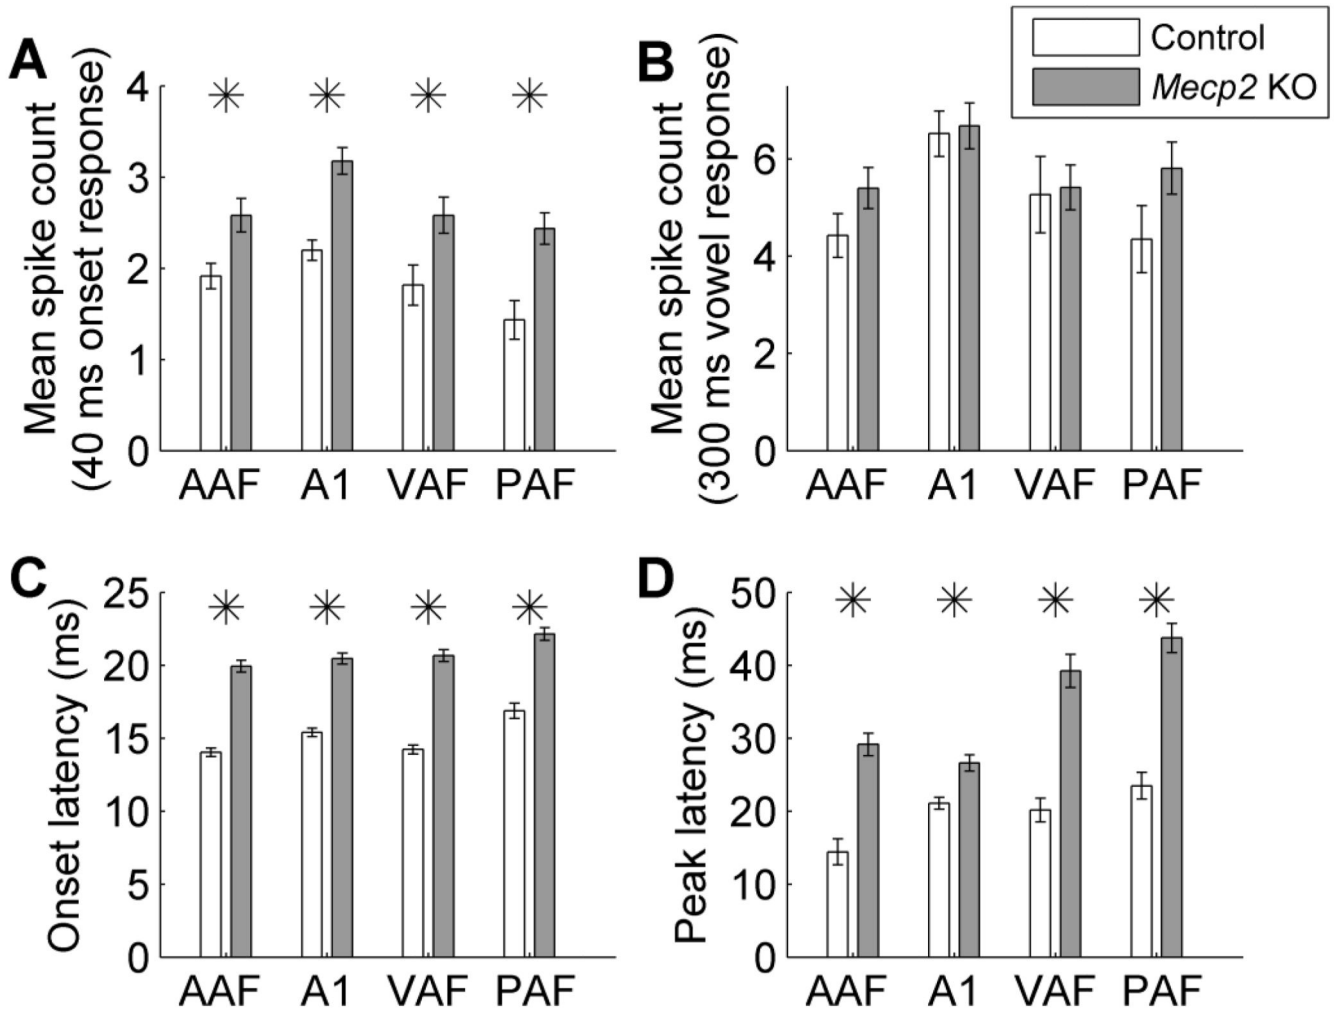 Control
Mecp2 KO
A
Mean spike count
(40 ms onset response)
4
3
2
1
0
AAF A1 VAF PAF
B
Mean spike count
(300 ms vowel response)
6
4
2
0
AAF A1 VAF PAF
C
Onset latency (ms)
25
20
15
10
5
0
AAF A1 VAF PAF
D
Peak latency (ms)
50
40
30
20
10
0
AAF A1 VAF PAF